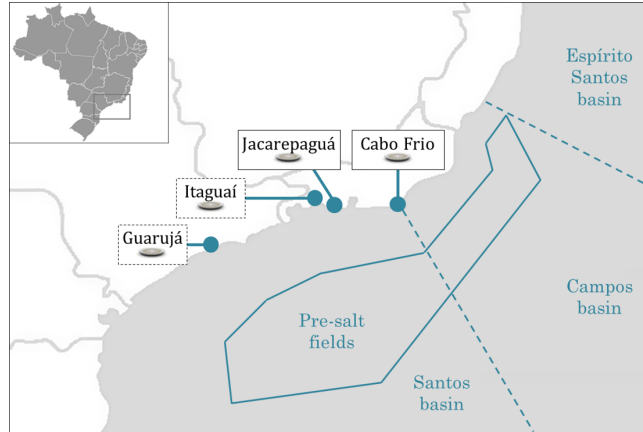 Espírito
Santos
basin
Jacarepaguá
Cabo Frio
Itaguaí
Guarujá
Campos
basin
Pre-salt
fields
Santos
basin